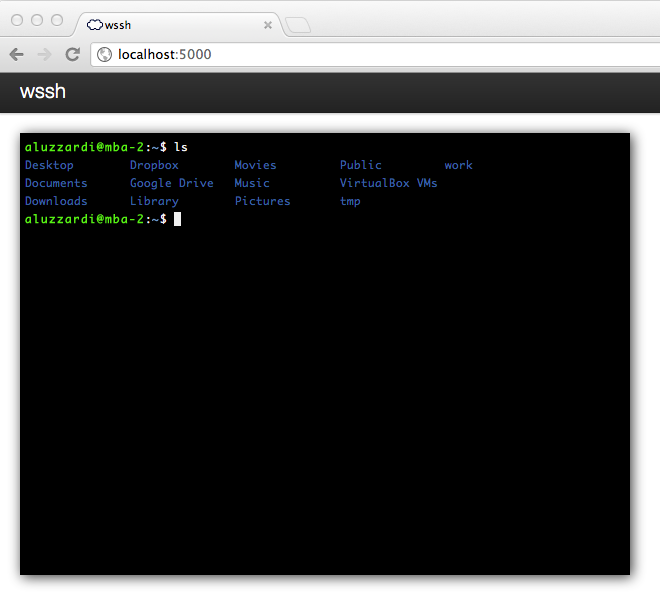 wssh
localhost:5000
wssh
aluzzardi@mba-2:~$ ls
Desktop Dropbox Movies Public work
Documents Google Drive Music VirtualBox VMs
Downloads Library Pictures tmp
aluzzardi@mba-2:~$